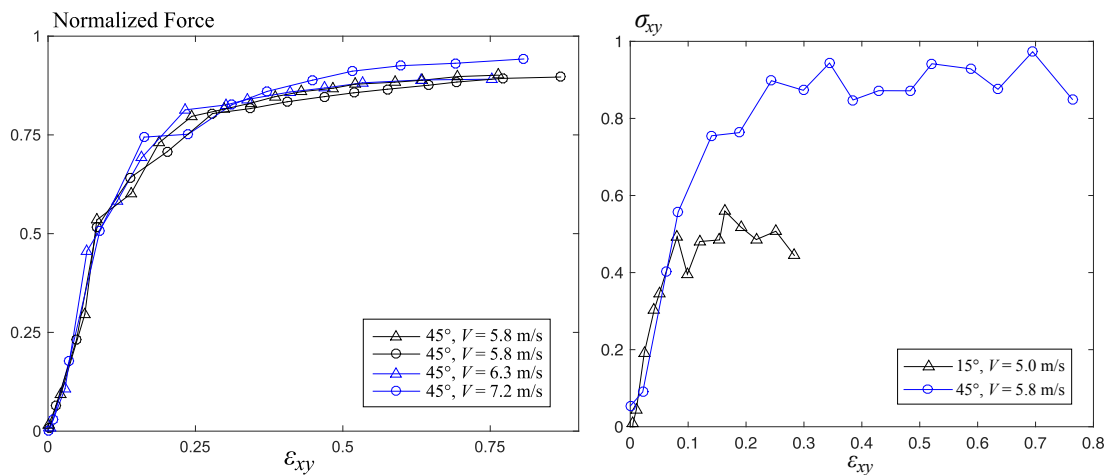 Normalized Force
1
0.75
0.5
0.25
0
0
0.25
0.5
0.75
εxy
45°, V = 5.8 m/s
45°, V = 5.8 m/s
45°, V = 6.3 m/s
45°, V = 7.2 m/s
σxy
1
0.8
0.6
0.4
0.2
0
0
0.1
0.2
0.3
0.4
0.5
0.6
0.7
0.8
εxy
15°, V = 5.0 m/s
45°, V = 5.8 m/s